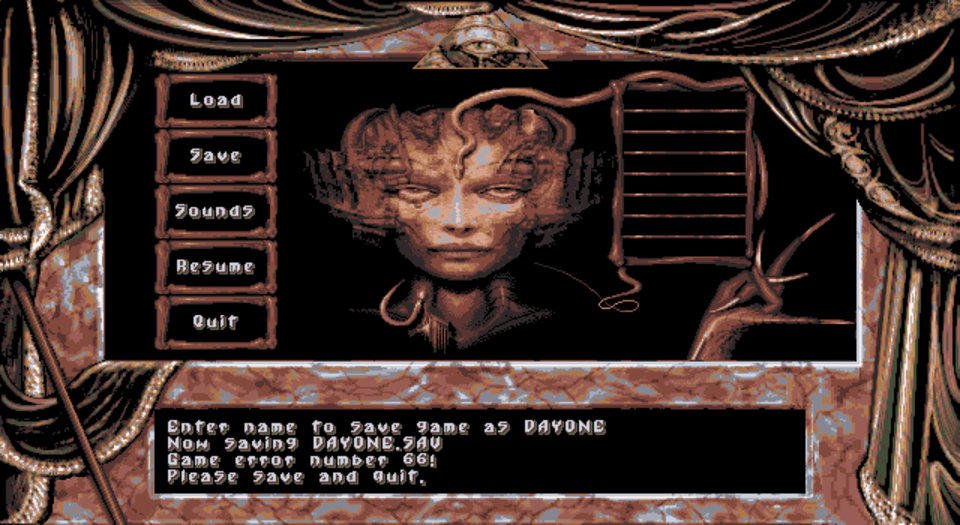 Load
Save
Sounds
Resume
Quit
Enter name to save game as DAYONE
Now saving DAYONE.SAV
Game error number 66!
Please save and quit.